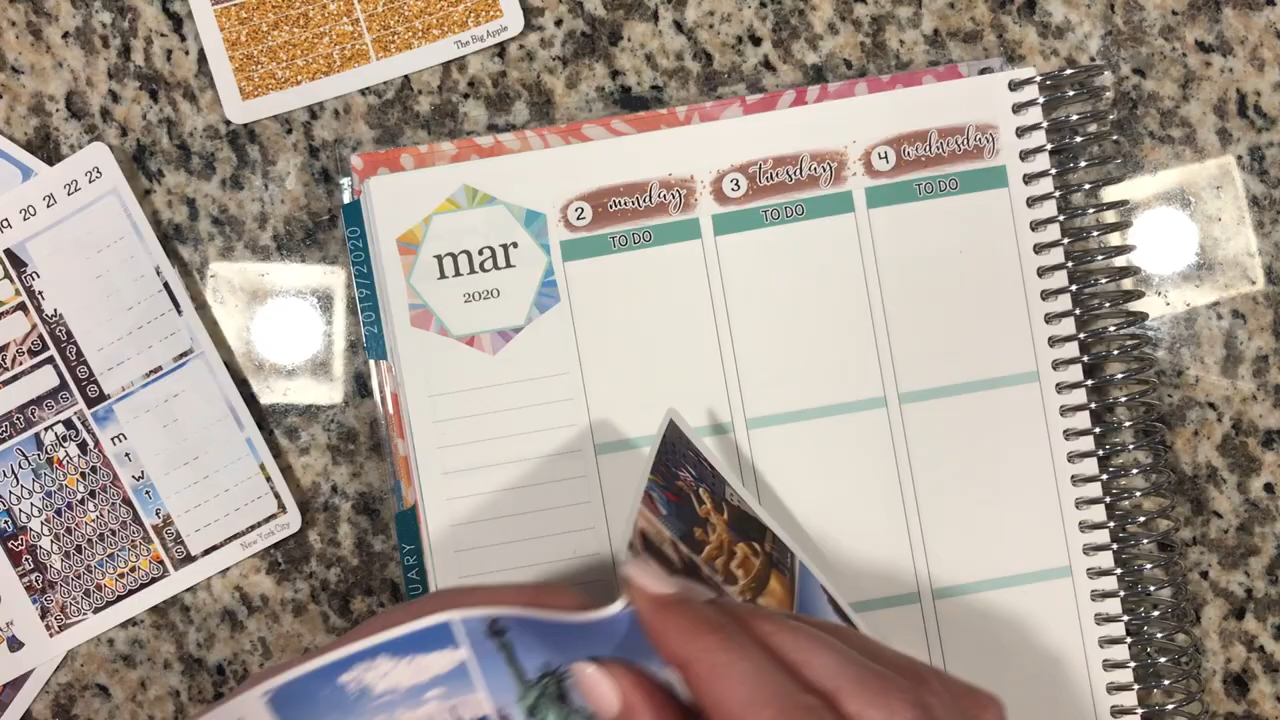 The Big Apple
19 20 21 22 23
m
t
w
t
f
s
s
hydrate
m
t
w
t
f
s
s
New York City
2019/2020
UARY
mar
2020
2 monday
TO DO
3 tuesday
TO DO
4 wednesday
TO DO